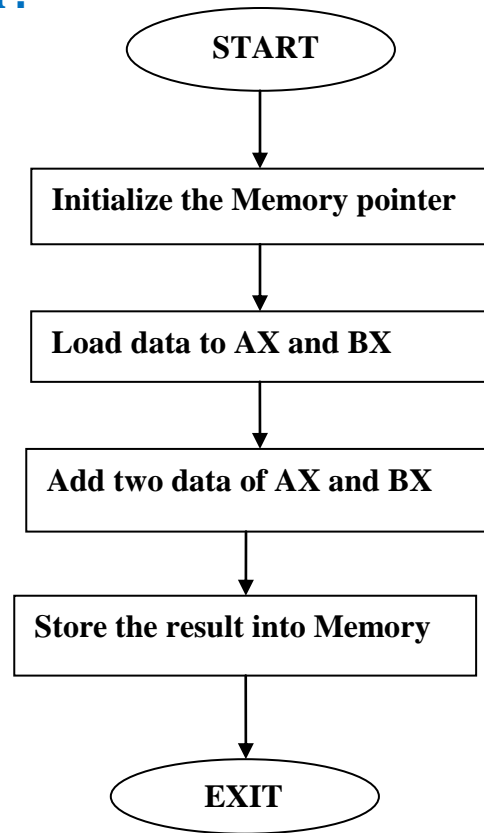 START
Initialize the Memory pointer
Load data to AX and BX
Add two data of AX and BX
Store the result into Memory
EXIT